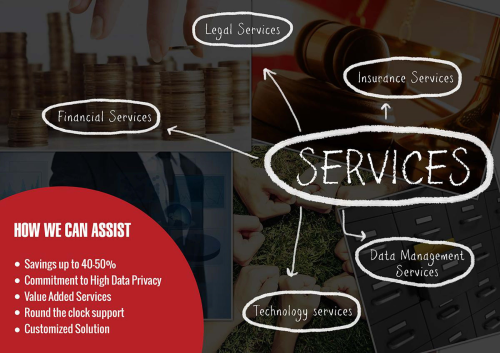 Legal Services
Insurance Services
Financial Services
SERVICES
HOW WE CAN ASSIST
Savings up to 40-50%
Commitment to High Data Privacy
Value Added Services
Round the clock support
Customized Solution
Data Management
Services
Technology services